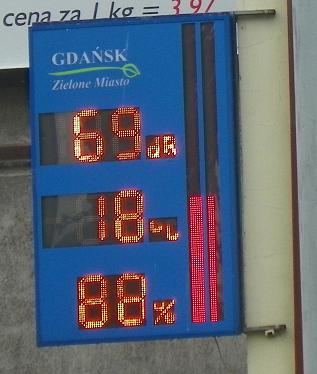 cena za 1 kg = 3.97
GDAŃSK
Zielone Miasto
69 dB
18 °C
88 %